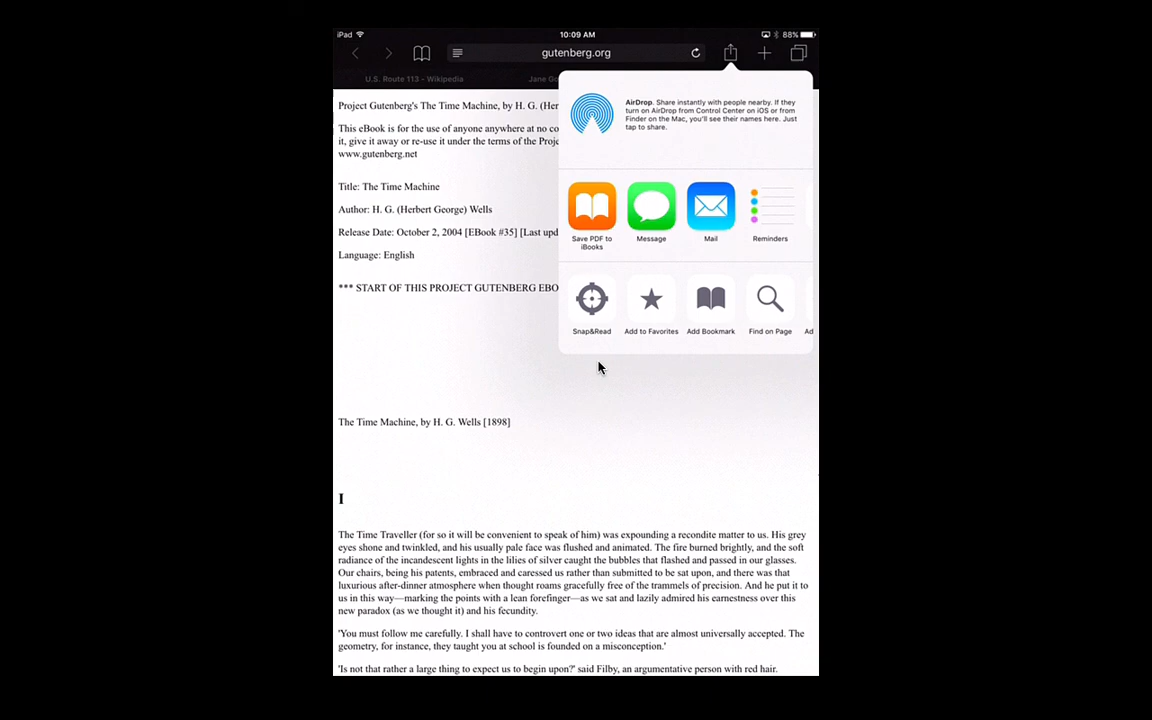 iPad
10:09 AM
88%
gutenberg.org
U.S. Route 113 - Wikipedia
Jane Go
Project Gutenberg's The Time Machine, by H. G. (Her
This eBook is for the use of anyone anywhere at no co
it, give it away or re-use it under the terms of the Proje
www.gutenberg.net
Title: The Time Machine
Author: H. G. (Herbert George) Wells
Release Date: October 2, 2004 [EBook #35] [Last upd
Language: English
*** START OF THIS PROJECT GUTENBERG EBO
AirDrop. Share instantly with people nearby. If they
turn on AirDrop from Control Center on iOS or from
Finder on the Mac, you'll see their names here. Just
tap to share.
Save PDF to
iBooks
Message
Mail
Reminders
Snap&Read
Add to Favorites
Add Bookmark
Find on Page
Ad
The Time Machine, by H. G. Wells [1898]
I
The Time Traveller (for so it will be convenient to speak of him) was expounding a recondite matter to us. His grey
eyes shone and twinkled, and his usually pale face was flushed and animated. The fire burned brightly, and the soft
radiance of the incandescent lights in the lilies of silver caught the bubbles that flashed and passed in our glasses.
Our chairs, being his patents, embraced and caressed us rather than submitted to be sat upon, and there was that
luxurious after-dinner atmosphere when thought roams gracefully free of the trammels of precision. And he put it to
us in this way—marking the points with a lean forefinger—as we sat and lazily admired his earnestness over this
new paradox (as we thought it) and his fecundity.
'You must follow me carefully. I shall have to controvert one or two ideas that are almost universally accepted. The
geometry, for instance, they taught you at school is founded on a misconception.'
'Is not that rather a large thing to expect us to begin upon?' said Filby, an argumentative person with red hair.